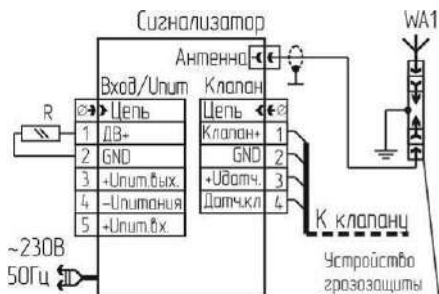 Сигнализатор
WA1
Антенна
Вход/Uпит Клапан
Цепь Цепь
R
1 ДВ+ Клапан+ 1
2 GND GND 2
3 +Uпит.вых. +Uдатч. 3
4 -Uпитания Датч.кл 4
5 +Uпит.вх.
К клапану
~230В
50Гц
Устройство
грозозащиты